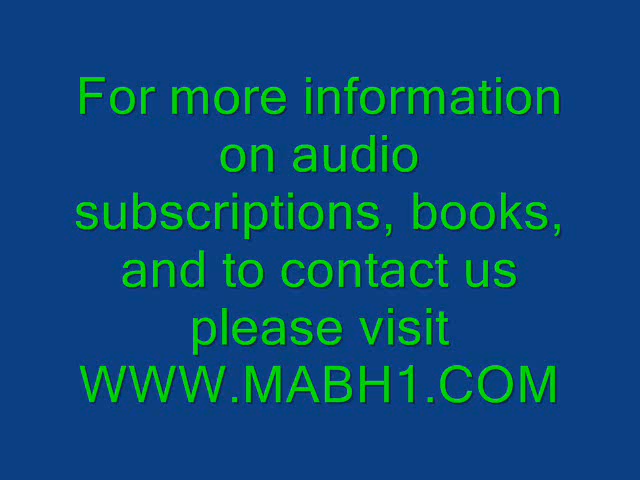 For more information
on audio
subscriptions, books,
and to contact us
please visit
WWW.MABH1.COM